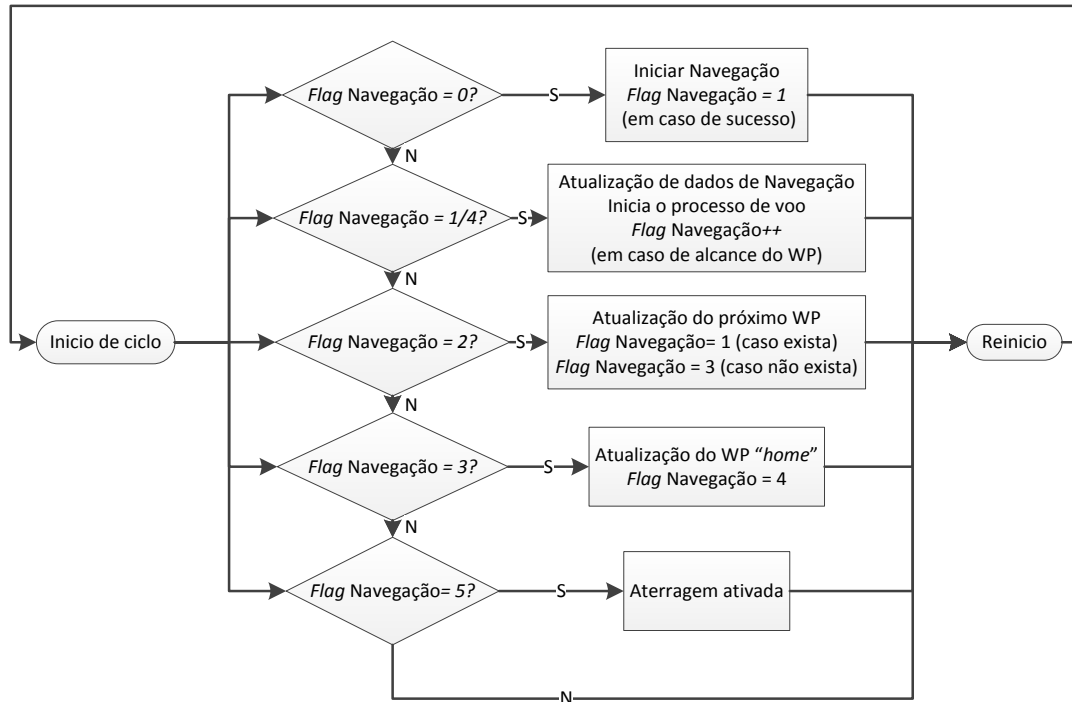 Flag Navegação = 0?
S
Iniciar Navegação
Flag Navegação = 1
(em caso de sucesso)
N
Flag Navegação = 1/4?
S
Atualização de dados de Navegação
Inicia o processo de voo
Flag Navegação++
(em caso de alcance do WP)
N
Inicio de ciclo
Flag Navegação = 2?
S
Atualização do próximo WP
Flag Navegação= 1 (caso exista)
Flag Navegação = 3 (caso não exista)
Reinicio
N
Flag Navegação = 3?
S
Atualização do WP “home”
Flag Navegação = 4
N
Flag Navegação= 5?
S
Aterragem ativada
N